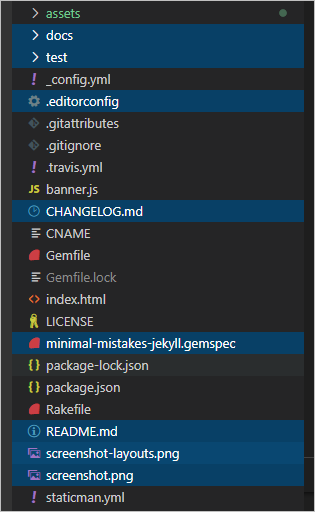 assets
docs
test
_config.yml
.editorconfig
.gitattributes
.gitignore
.travis.yml
banner.js
CHANGELOG.md
CNAME
Gemfile
Gemfile.lock
index.html
LICENSE
minimal-mistakes-jekyll.gemspec
package-lock.json
package.json
Rakefile
README.md
screenshot-layouts.png
screenshot.png
staticman.yml